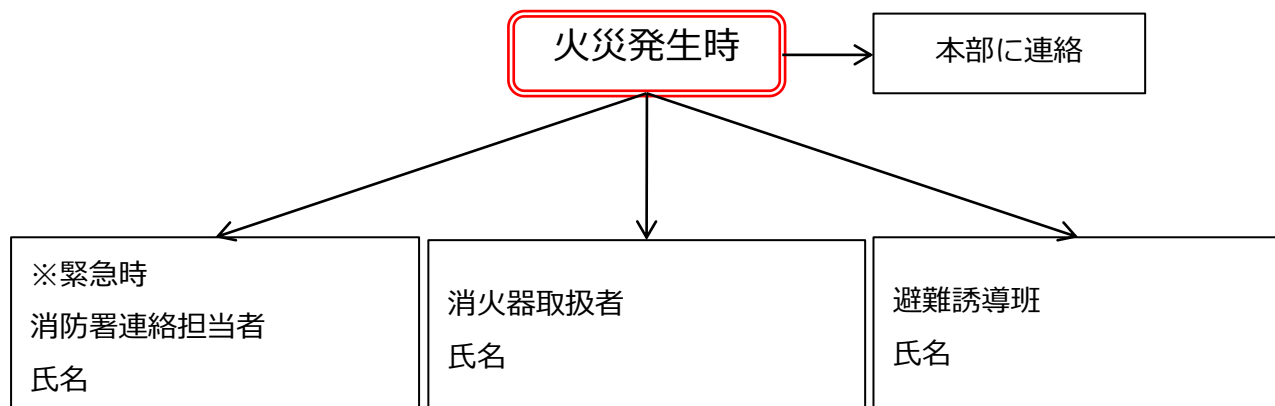 火災発生時
本部に連絡
※緊急時
消防署連絡担当者
氏名
消火器取扱者
氏名
避難誘導班
氏名